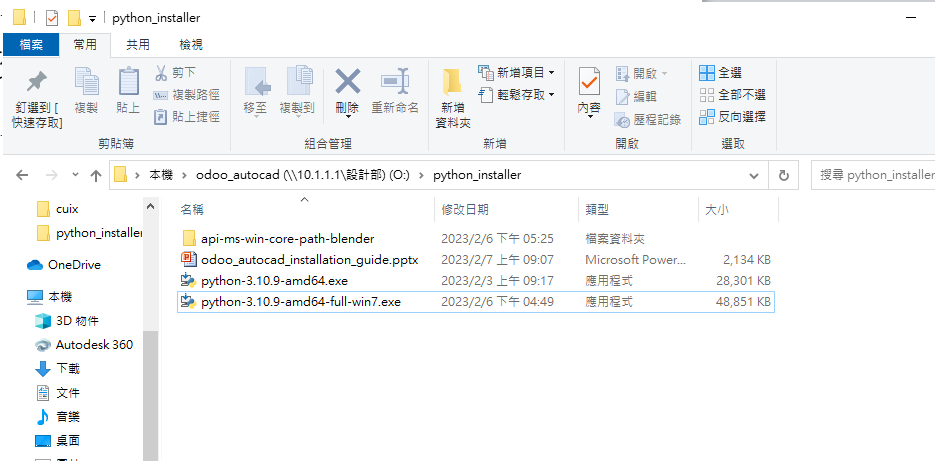 python_installer
檔案 常用 共用 檢視
釘選到 [快速存取]
複製
貼上
剪下
複製路徑
貼上捷徑
剪貼簿
移至
複製到
刪除
重新命名
組合管理
新增資料夾
新增項目
輕鬆存取
新增
內容
開啟
編輯
歷程記錄
開啟
全選
全部不選
反向選擇
選取
本機 > odoo_autocad (\\10.1.1.1\設計部) (O:) > python_installer
搜尋 python_installer
cuix
python_installer
OneDrive
本機
3D 物件
Autodesk 360
下載
文件
音樂
桌面
名稱 修改日期 類型 大小
api-ms-win-core-path-blender 2023/2/6 下午 05:25 檔案資料夾
odoo_autocad_installation_guide.pptx 2023/2/7 上午 09:07 Microsoft Power... 2,134 KB
python-3.10.9-amd64.exe 2023/2/3 上午 09:17 應用程式 28,301 KB
python-3.10.9-amd64-full-win7.exe 2023/2/6 下午 04:49 應用程式 48,851 KB